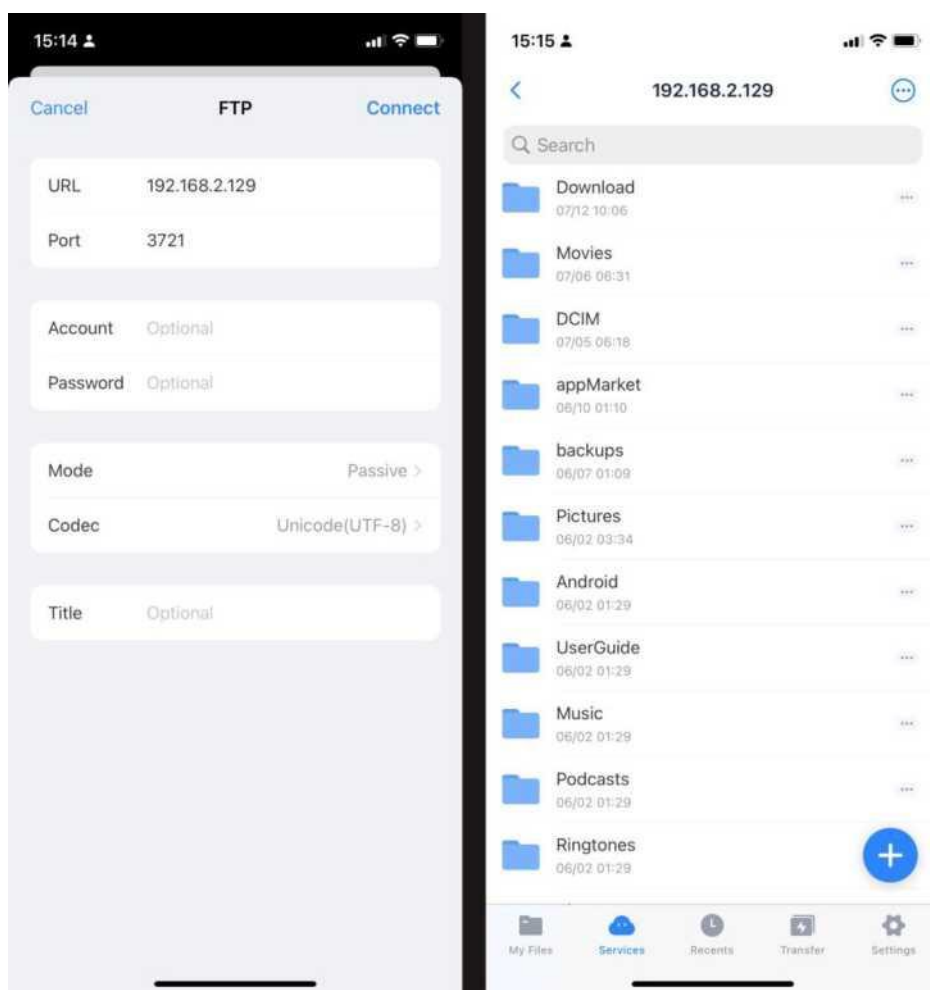 15:14
Cancel FTP Connect
URL 192.168.2.129
Port 3721
Account Optional
Password Optional
Mode Passive >
Codec Unicode(UTF-8) >
Title Optional
15:15
192.168.2.129
Search
Download
07/12 10:06
Movies
07/06 06:31
DCIM
07/05 06:18
appMarket
06/10 01:10
backups
06/07 01:09
Pictures
06/02 03:34
Android
06/02 01:29
UserGuide
06/02 01:29
Music
06/02 01:29
Podcasts
06/02 01:29
Ringtones
06/02 01:29
My Files Services Recents Transfer Settings